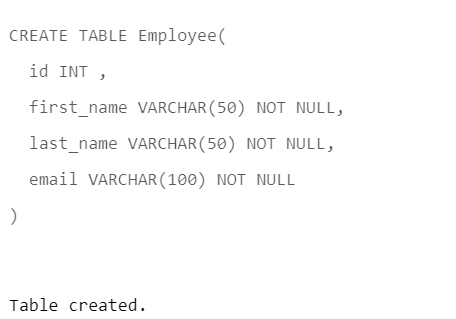 CREATE TABLE Employee(
id INT ,
first_name VARCHAR(50) NOT NULL,
last_name VARCHAR(50) NOT NULL,
email VARCHAR(100) NOT NULL
)
Table created.